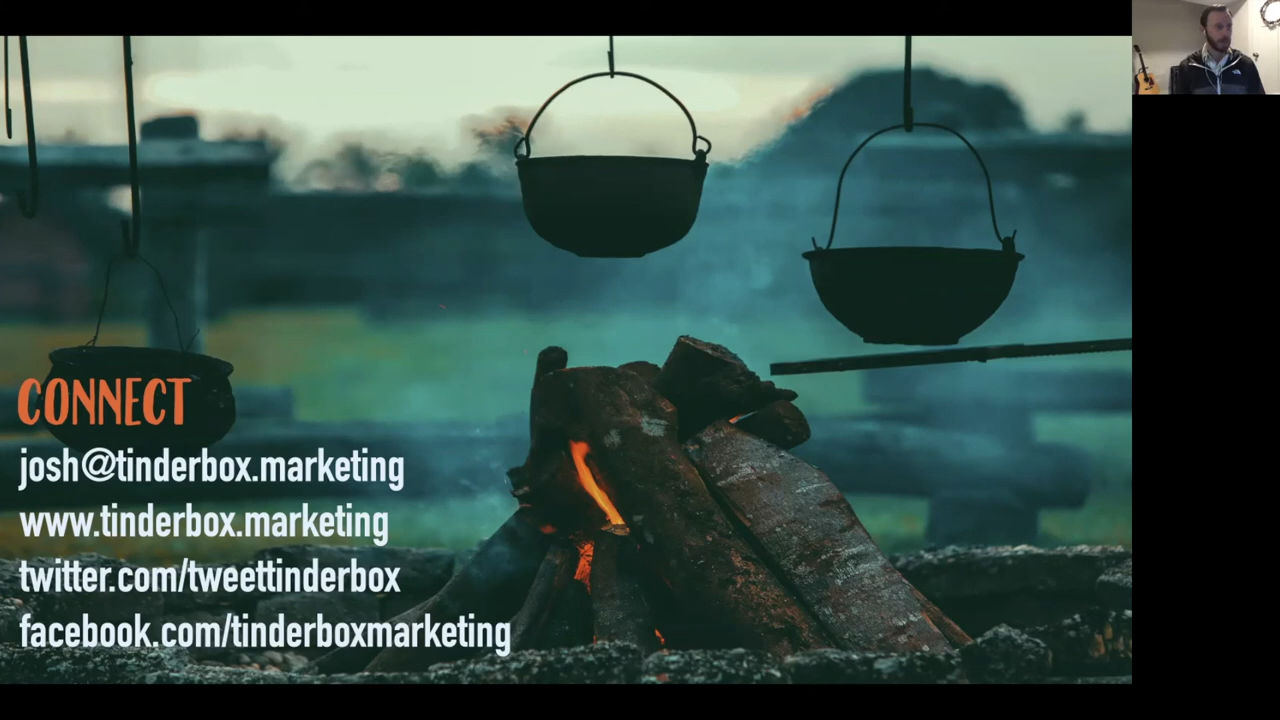 CONNECT
josh@tinderbox.marketing
www.tinderbox.marketing
twitter.com/tweettinderbox
facebook.com/tinderboxmarketing